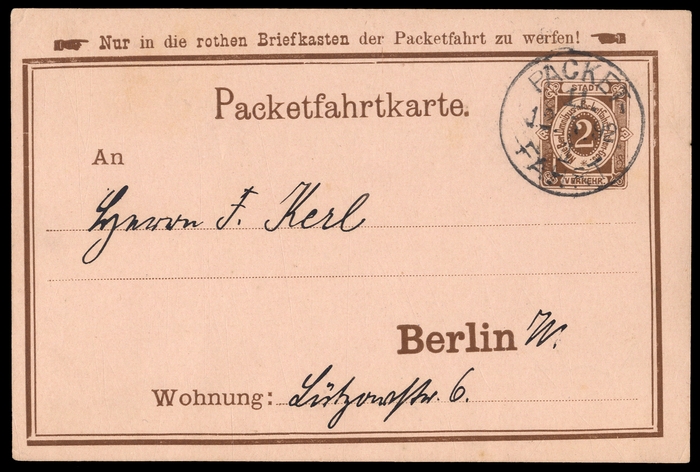 Nur in die rothen Briefkasten der Packetfahrt zu werfen!
Packetfahrtkarte.
STADT
2
VERKEHR.
An
Herrn F. Kerl
Berlin W.
Wohnung: Lützowstr. 6.